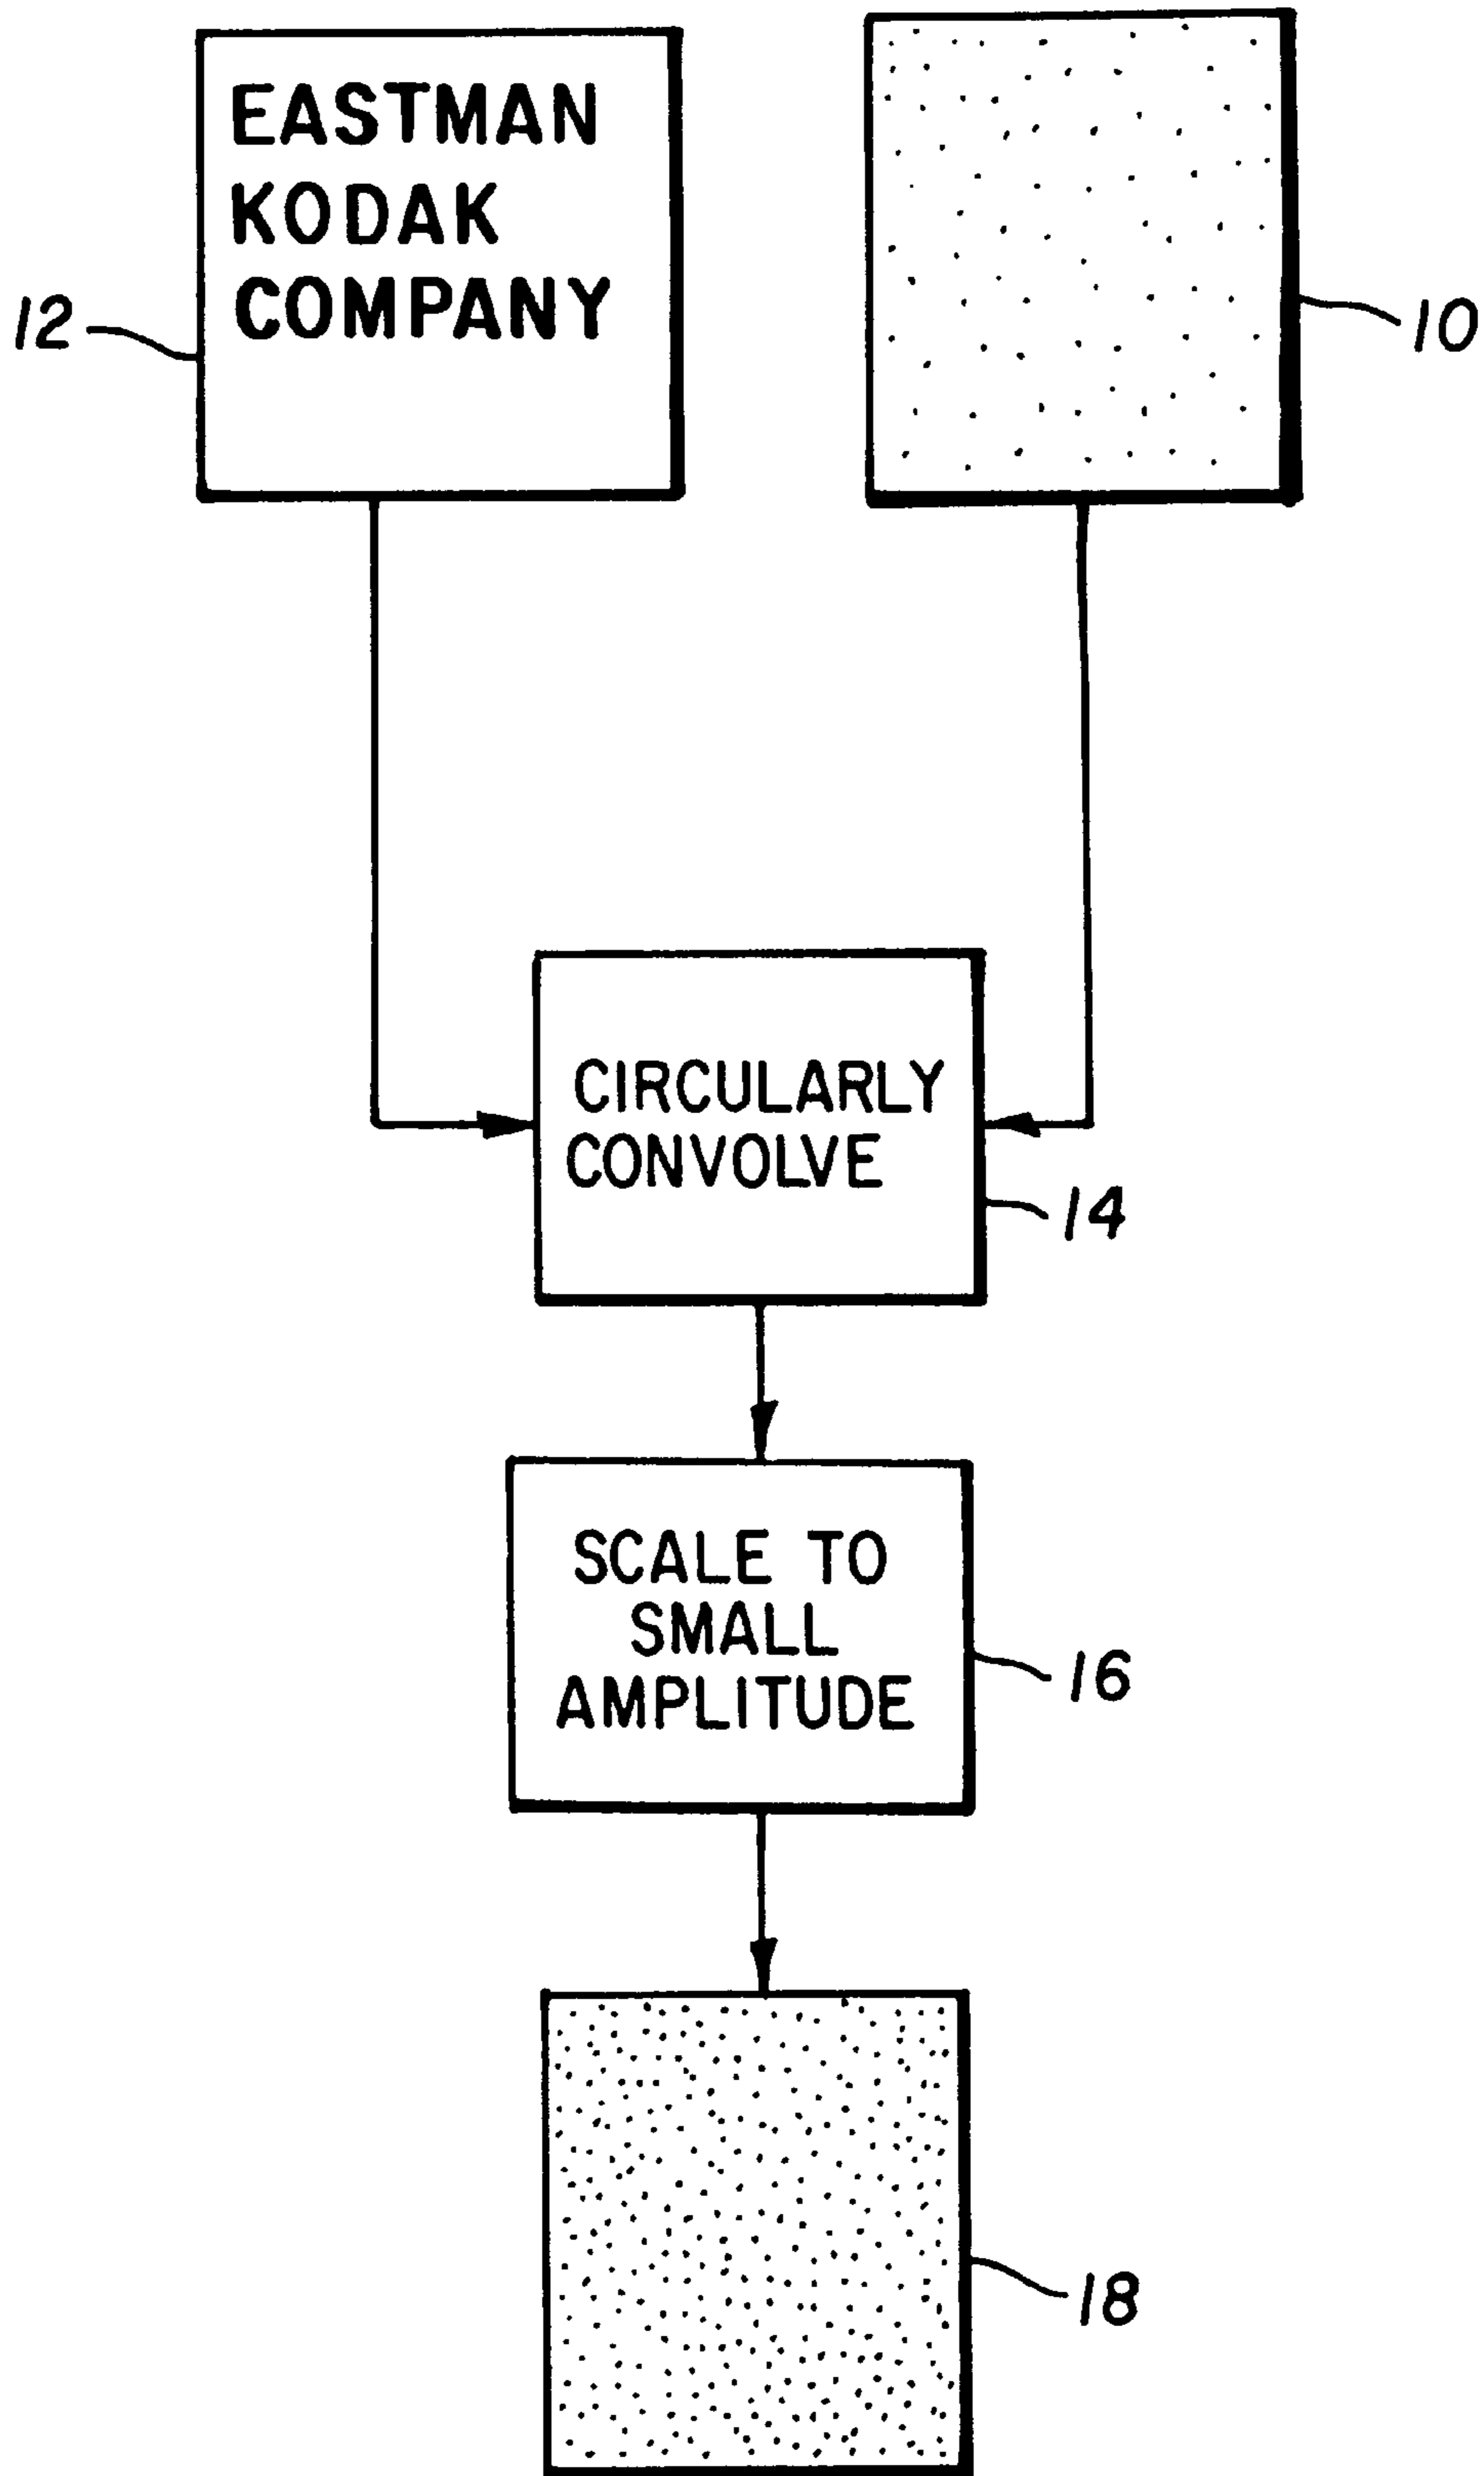 EASTMAN
KODAK
COMPANY
12
10
CIRCULARLY
CONVOLVE
14
SCALE TO
SMALL
AMPLITUDE
16
18